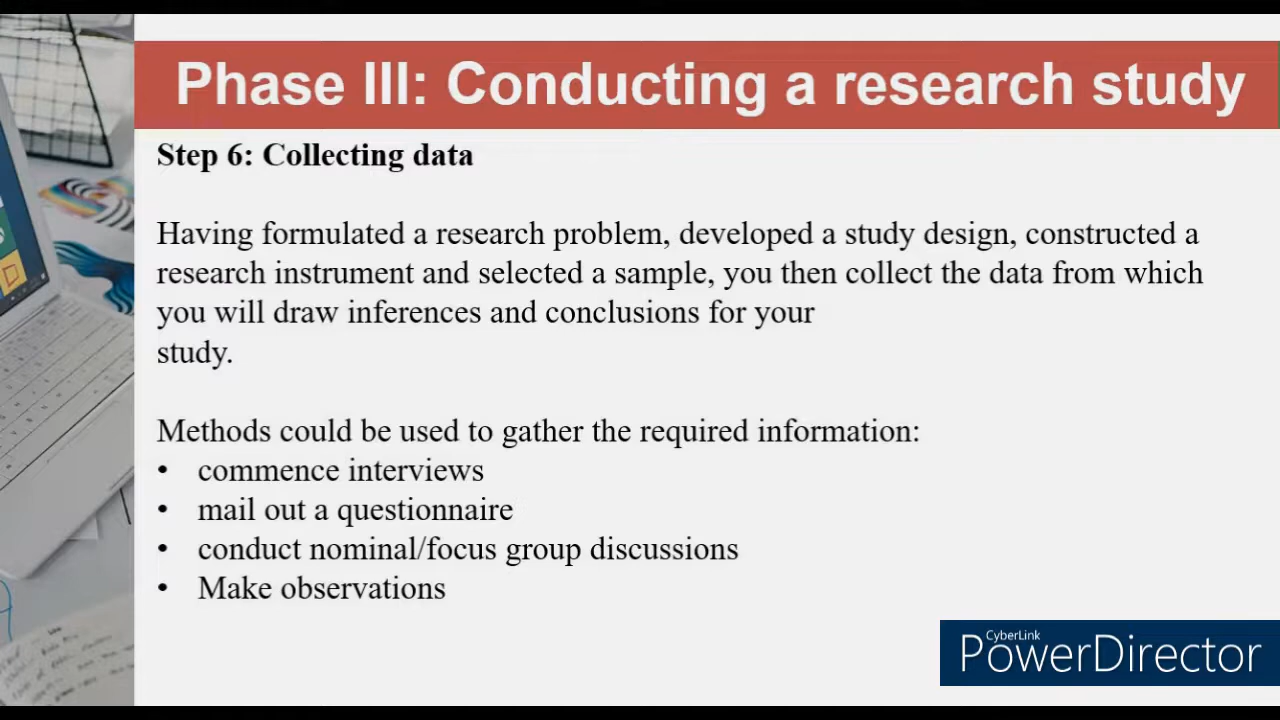 Phase III: Conducting a research study
Step 6: Collecting data
Having formulated a research problem, developed a study design, constructed a
research instrument and selected a sample, you then collect the data from which
you will draw inferences and conclusions for your
study.
Methods could be used to gather the required information:
• commence interviews
• mail out a questionnaire
• conduct nominal/focus group discussions
• Make observations
CyberLink
PowerDirector